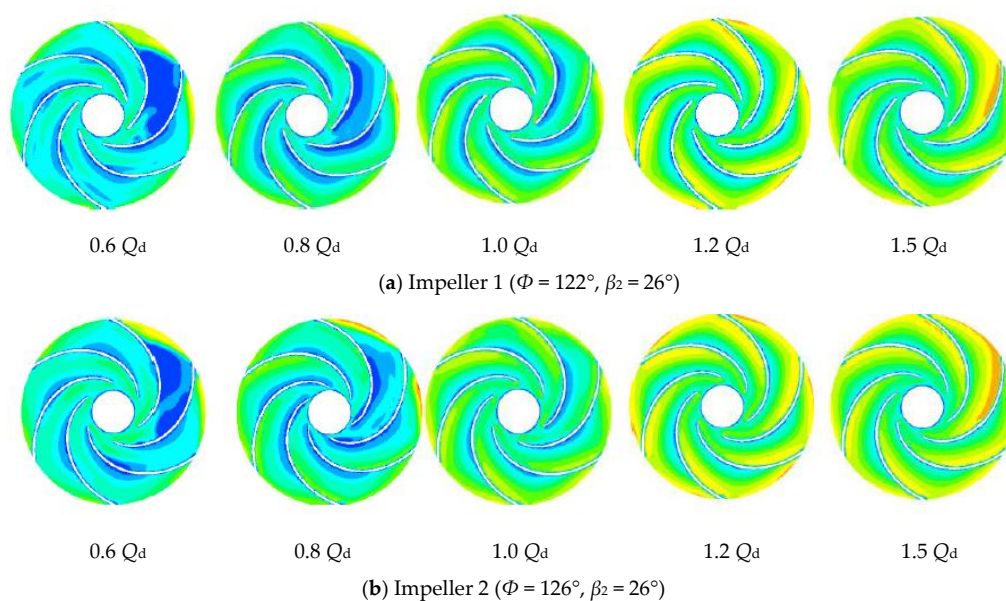 0.6 Qd 0.8 Qd 1.0 Qd 1.2 Qd 1.5 Qd
(a) Impeller 1 (Φ = 122°, β2 = 26°)
0.6 Qd 0.8 Qd 1.0 Qd 1.2 Qd 1.5 Qd
(b) Impeller 2 (Φ = 126°, β2 = 26°)